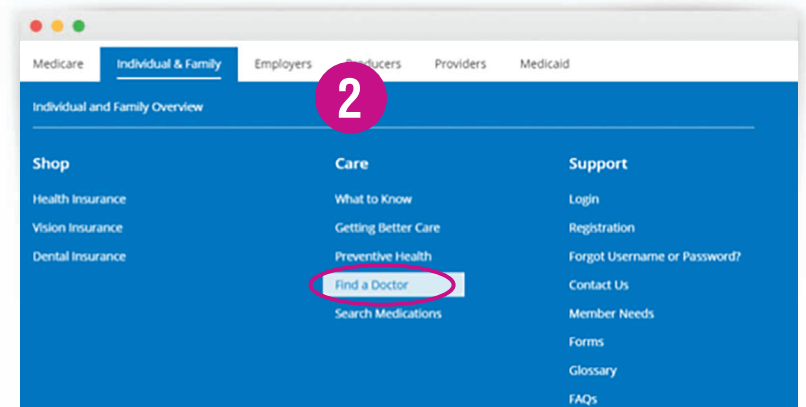 Medicare Individual & Family Employers Producers Providers Medicaid
2
Individual and Family Overview
Shop
Health Insurance
Vision Insurance
Dental Insurance
Care
What to Know
Getting Better Care
Preventive Health
Find a Doctor
Search Medications
Support
Login
Registration
Forgot Username or Password?
Contact Us
Member Needs
Forms
Glossary
FAQs